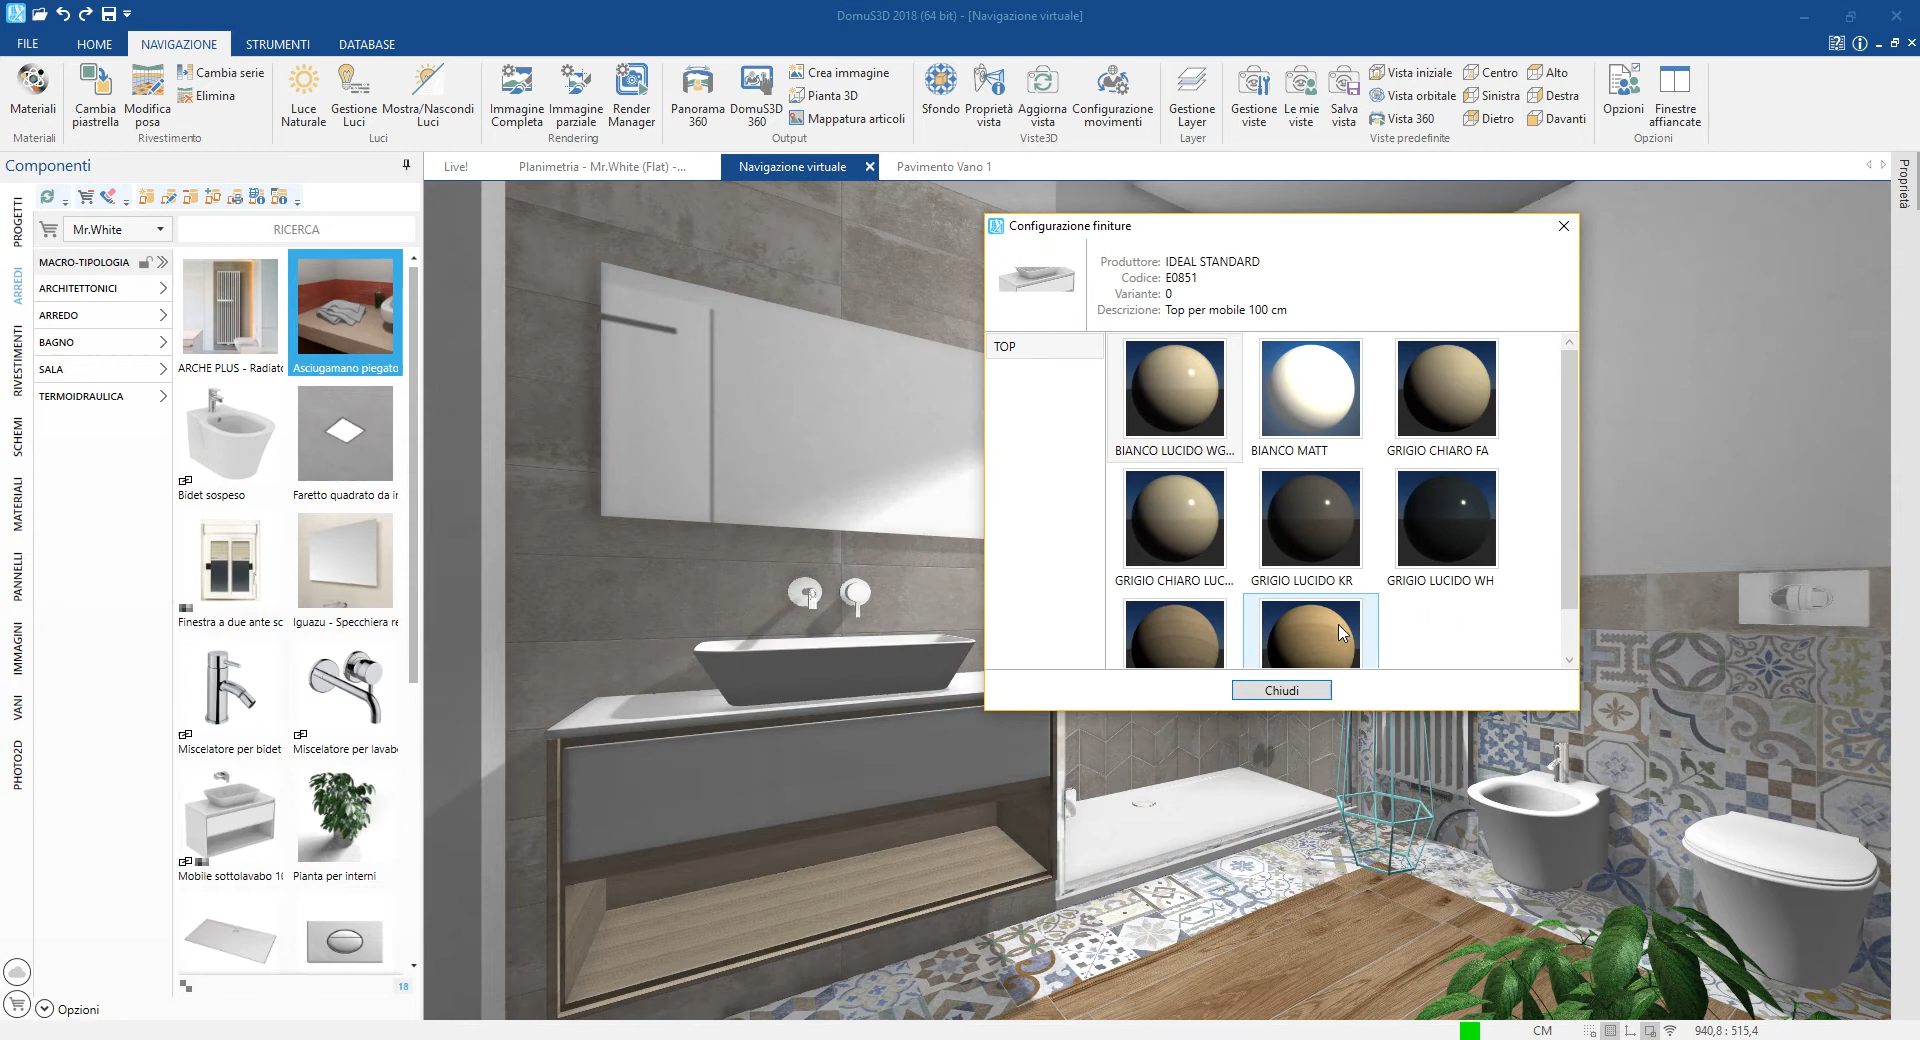 DomuS3D 2018 (64 bit) - [Navigazione virtuale]
FILE HOME NAVIGAZIONE STRUMENTI DATABASE
Materiali
Materiali
Cambia piastrella
Modifica posa
Cambia serie
Elimina
Rivestimento
Luce Naturale
Gestione Luci
Mostra/Nascondi Luci
Luci
Immagine Completa
Immagine parziale
Render Manager
Rendering
Panorama 360
DomuS3D 360
Crea immagine
Pianta 3D
Mappatura articoli
Output
Sfondo
Proprietà vista
Aggiorna vista
Configurazione movimenti
Viste3D
Gestione Layer
Layer
Gestione viste
Le mie viste
Salva vista
Vista iniziale
Vista orbitale
Vista 360
Centro
Sinistra
Dietro
Alto
Destra
Davanti
Viste predefinite
Opzioni
Finestre affiancate
Opzioni
Componenti
Live!
Planimetria - Mr.White (Flat) -...
Navigazione virtuale
Pavimento Vano 1
Proprietà
PROGETTI
ARREDI
RIVESTIMENTI
SCHEMI
MATERIALI
PANNELLI
IMMAGINI
VANI
PHOTO2D
Mr.White
RICERCA
MACRO-TIPOLOGIA
ARCHITETTONICI
ARREDO
BAGNO
SALA
TERMOIDRAULICA
ARCHE PLUS - Radiato
Asciugamano piegato
Bidet sospeso
Faretto quadrato da ir
Finestra a due ante sc
Iguazu - Specchiera re
Miscelatore per bidet
Miscelatore per lavab
Mobile sottolavabo 10
Pianta per interni
18
Opzioni
Configurazione finiture
Produttore: IDEAL STANDARD
Codice: E0851
Variante: 0
Descrizione: Top per mobile 100 cm
TOP
BIANCO LUCIDO WG...
BIANCO MATT
GRIGIO CHIARO FA
GRIGIO CHIARO LUC...
GRIGIO LUCIDO KR
GRIGIO LUCIDO WH
Chiudi
CM
940,8 : 515,4